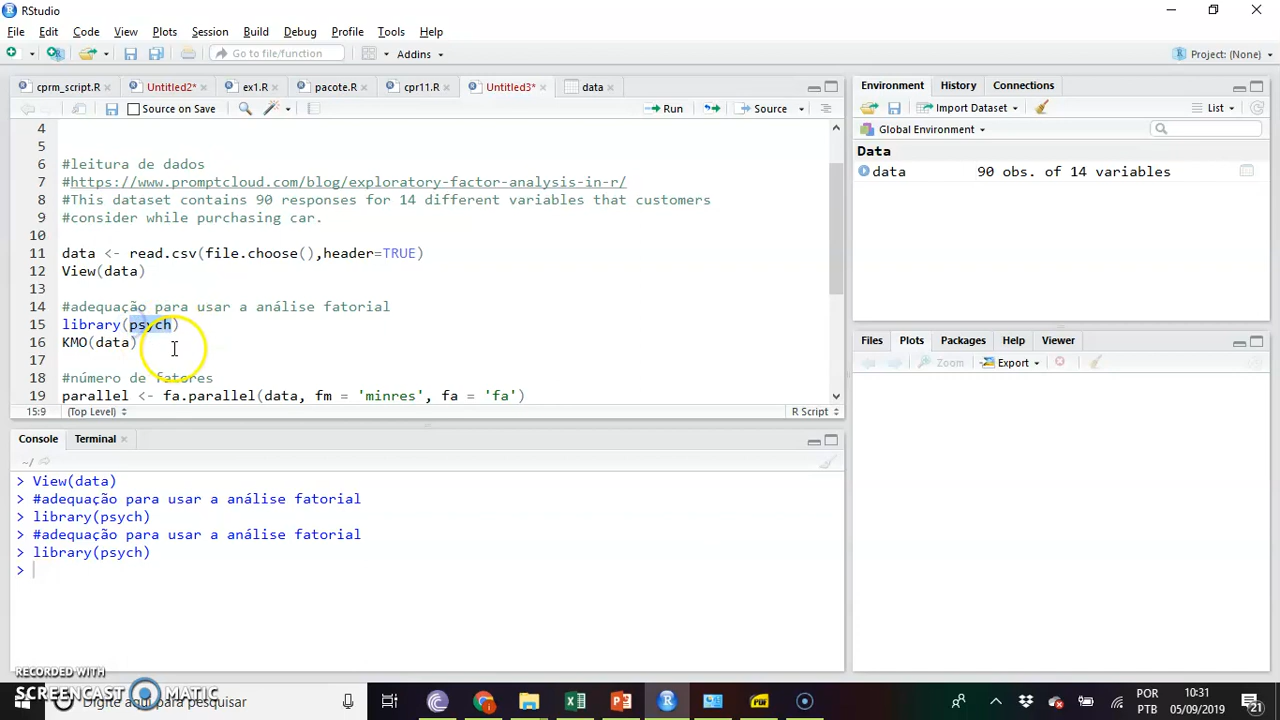 RStudio
File Edit Code View Plots Session Build Debug Profile Tools Help
Go to file/function Addins Project: (None)
cprm_script.R Untitled2* ex1.R pacote.R cpr11.R Untitled3* data
Source on Save Run Source
4
5
6 #leitura de dados
7 #https://www.promptcloud.com/blog/exploratory-factor-analysis-in-r/
8 #This dataset contains 90 responses for 14 different variables that customers
9 #consider while purchasing car.
10
11 data <- read.csv(file.choose(),header=TRUE)
12 View(data)
13
14 #adequação para usar a análise fatorial
15 library(psych)
16 KMO(data)
17
18 #número de fatores
19 parallel <- fa.parallel(data, fm = 'minres', fa = 'fa')
15:9 (Top Level) R Script
Console Terminal
~/
> View(data)
> #adequação para usar a análise fatorial
> library(psych)
> #adequação para usar a análise fatorial
> library(psych)
>
Environment History Connections
Import Dataset List
Global Environment
Data
data 90 obs. of 14 variables
Files Plots Packages Help Viewer
Zoom Export
RECORDED WITH
SCREENCAST MATIC
Digite aqui para pesquisar
POR
PTB
10:31
05/09/2019
21